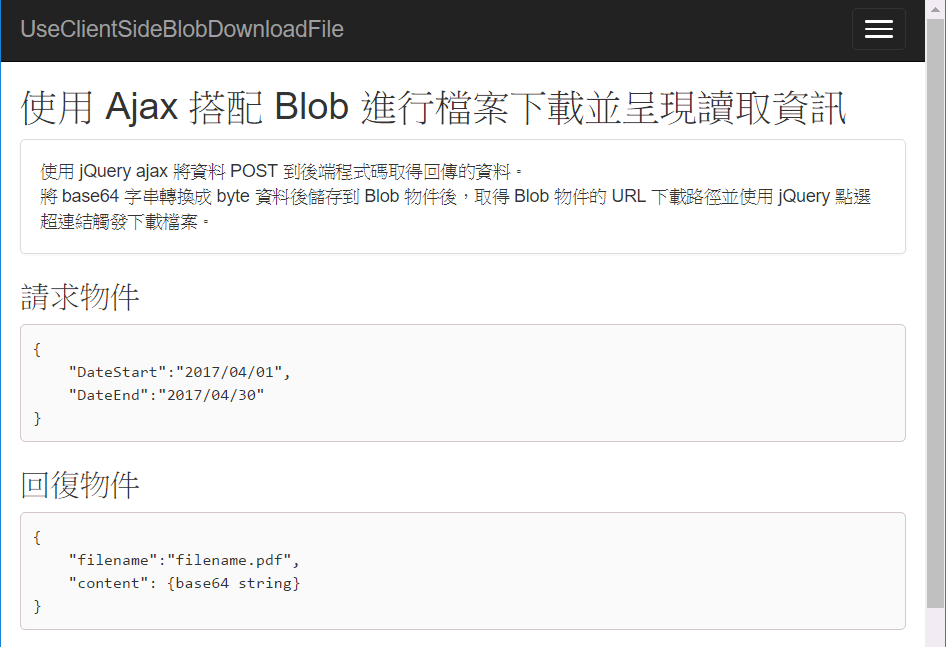 UseClientSideBlobDownloadFile
使用 Ajax 搭配 Blob 進行檔案下載並呈現讀取資訊
使用 jQuery ajax 將資料 POST 到後端程式碼取得回傳的資料。
將 base64 字串轉換成 byte 資料後儲存到 Blob 物件後，取得 Blob 物件的 URL 下載路徑並使用 jQuery 點選
超連結觸發下載檔案。
請求物件
{
    "DateStart":"2017/04/01",
    "DateEnd":"2017/04/30"
}
回復物件
{
    "filename":"filename.pdf",
    "content": {base64 string}
}